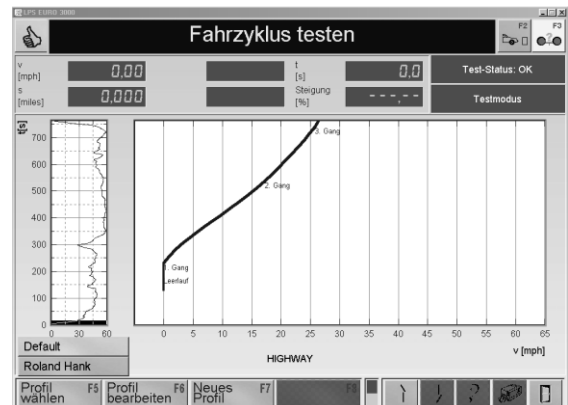 LPS EURO 3000
Fahrzyklus testen
F2
F3
v [mph]
0,00
t [s]
0,0
Test-Status: OK
s [miles]
0,000
Steigung [%]
---,--
Testmodus
t[s]
700
600
500
400
300
200
100
0
0 30 60
3. Gang
2. Gang
1. Gang
Leerlauf
0 5 10 15 20 25 30 35 40 45 50 55 60 65
Default
HIGHWAY
v [mph]
Roland Hank
Profil wählen F5
Profil bearbeiten F6
Neues Profil F7
F8